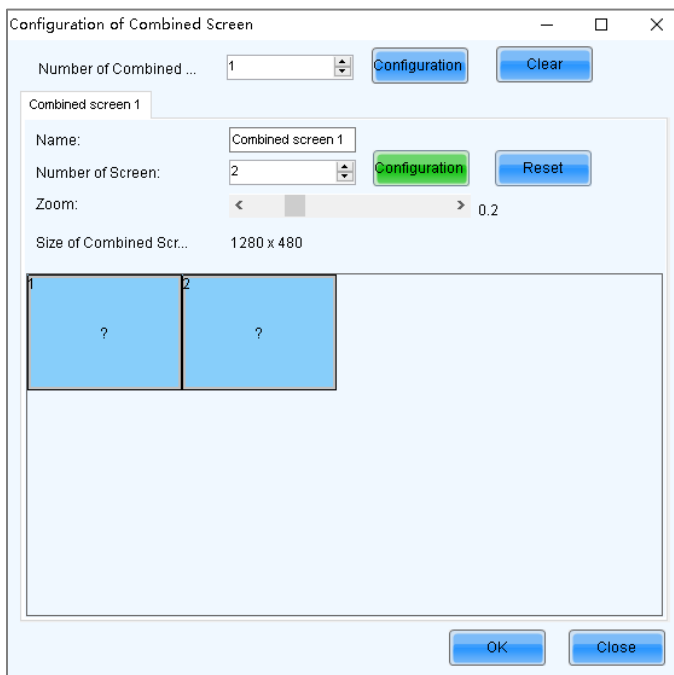 Configuration of Combined Screen
Number of Combined ... 1 Configuration Clear
Combined screen 1
Name: Combined screen 1
Number of Screen: 2 Configuration Reset
Zoom: 0.2
Size of Combined Scr... 1280 x 480
1 2
? ?
OK Close